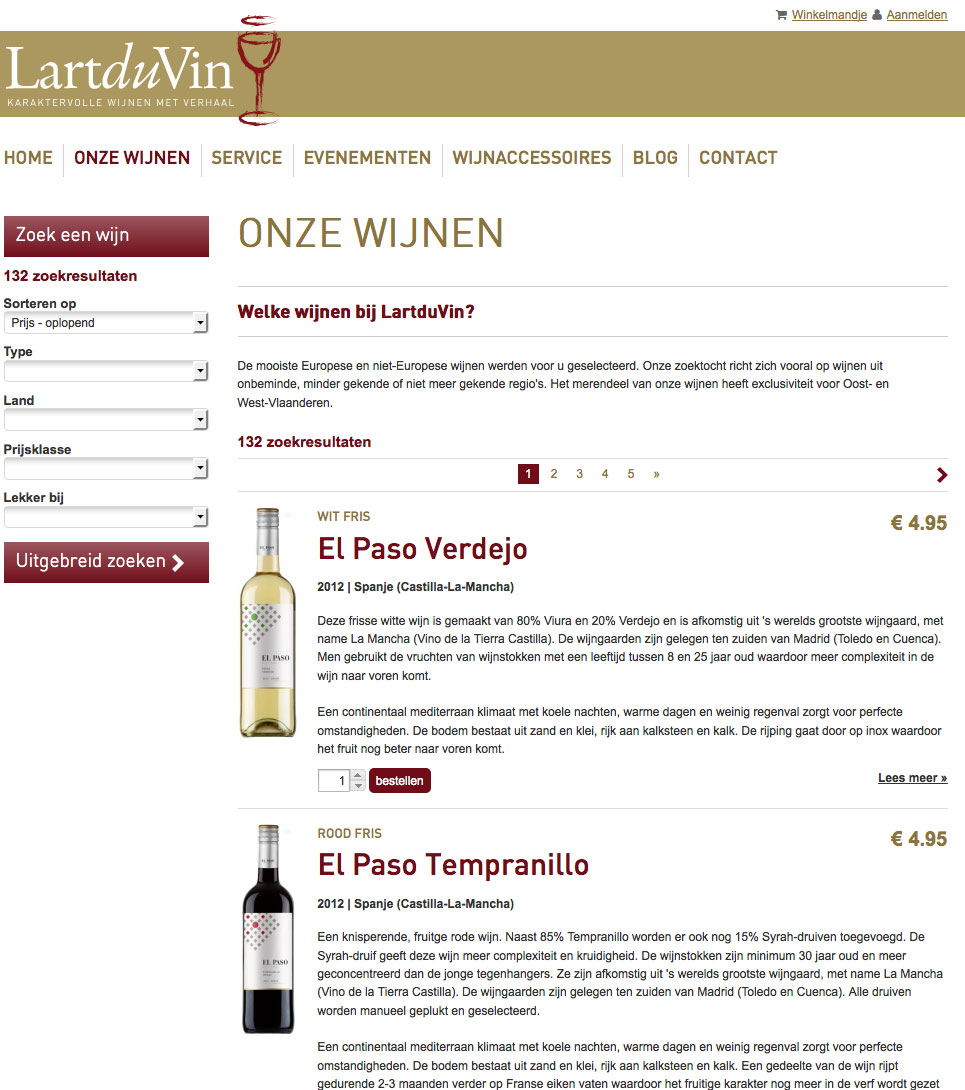 Winkelmandje Aanmelden
LartduVin
KARAKTERVOLLE WIJNEN MET VERHAAL
HOME ONZE WIJNEN SERVICE EVENEMENTEN WIJNACCESSOIRES BLOG CONTACT
Zoek een wijn
132 zoekresultaten
Sorteren op
Prijs - oplopend
Type
Land
Prijsklasse
Lekker bij
Uitgebreid zoeken
ONZE WIJNEN
Welke wijnen bij LartduVin?
De mooiste Europese en niet-Europese wijnen werden voor u geselecteerd. Onze zoektocht richt zich vooral op wijnen uit
onbeminde, minder gekende of niet meer gekende regio's. Het merendeel van onze wijnen heeft exclusiviteit voor Oost- en
West-Vlaanderen.
132 zoekresultaten
1 2 3 4 5 »
EL PASO
WIT FRIS
€ 4.95
El Paso Verdejo
2012 | Spanje (Castilla-La-Mancha)
Deze frisse witte wijn is gemaakt van 80% Viura en 20% Verdejo en is afkomstig uit 's werelds grootste wijngaard, met
name La Mancha (Vino de la Tierra Castilla). De wijngaarden zijn gelegen ten zuiden van Madrid (Toledo en Cuenca).
Men gebruikt de vruchten van wijnstokken met een leeftijd tussen 8 en 25 jaar oud waardoor meer complexiteit in de
wijn naar voren komt.
Een continentaal mediterraan klimaat met koele nachten, warme dagen en weinig regenval zorgt voor perfecte
omstandigheden. De bodem bestaat uit zand en klei, rijk aan kalksteen en kalk. De rijping gaat door op inox waardoor
het fruit nog beter naar voren komt.
1 bestellen
Lees meer »
EL PASO
ROOD FRIS
€ 4.95
El Paso Tempranillo
2012 | Spanje (Castilla-La-Mancha)
Een knisperende, fruitge rode wijn. Naast 85% Tempranillo worden er ook nog 15% Syrah-druiven toegevoegd. De
Syrah-druif geeft deze wijn meer complexiteit en kruidigheid. De wijnstokken zijn minimum 30 jaar oud en meer
geconcentreerd dan de jonge tegenhangers. Ze zijn afkomstig uit 's werelds grootste wijngaard, met name La Mancha
(Vino de la Tierra Castilla). De wijngaarden zijn gelegen ten zuiden van Madrid (Toledo en Cuenca). Alle druiven
worden manueel geplukt en geselecteerd.
Een continentaal mediterraan klimaat met koele nachten, warme dagen en weinig regenval zorgt voor perfecte
omstandigheden. De bodem bestaat uit zand en klei, rijk aan kalksteen en kalk. Een gedeelte van de wijn rijpt
gedurende 2-3 maanden verder op Franse eiken vaten waardoor het fruitige karakter nog meer in de verf wordt gezet